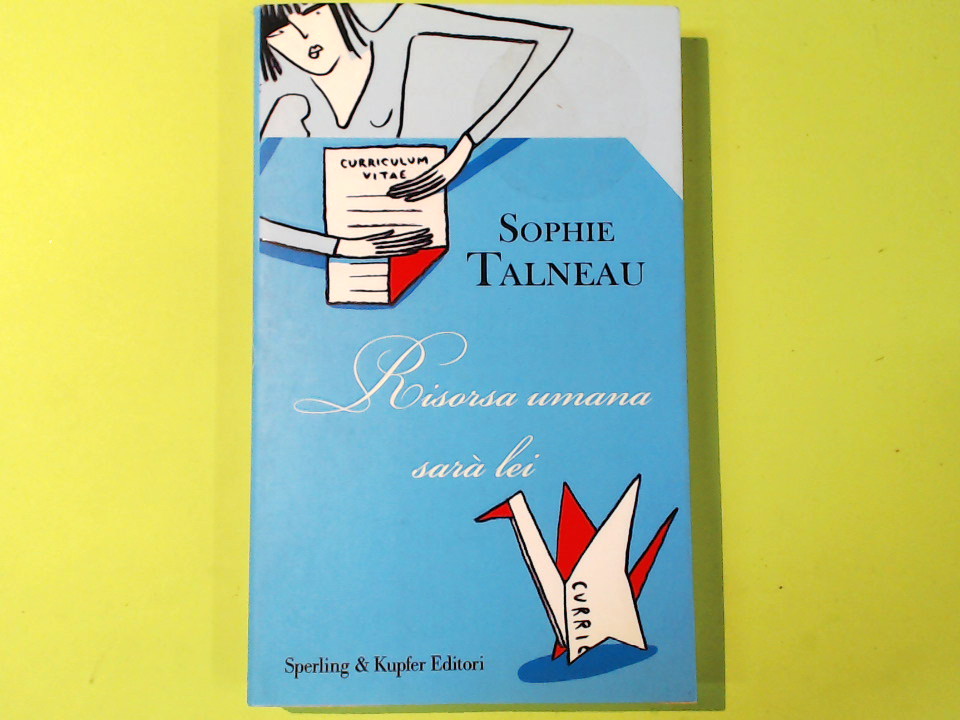 CURRICULUM
VITAE
SOPHIE
TALNEAU
Risorsa umana
sarà lei
CURRIC
Sperling & Kupfer Editori